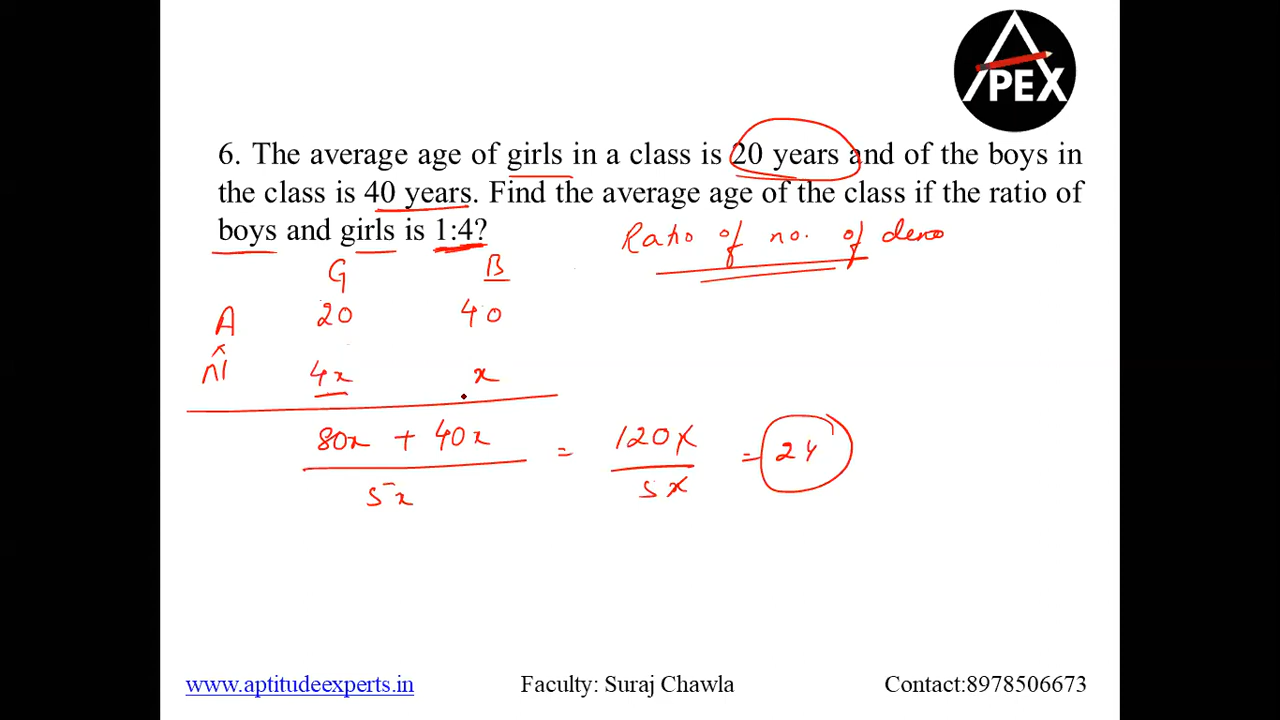 APEX
6. The average age of girls in a class is 20 years and of the boys in
the class is 40 years. Find the average age of the class if the ratio of
boys and girls is 1:4?
Ratio of no. of deno
G B
A 20 40
4x x
80x + 40x = 120x = 24
5x 5x
www.aptitudeexperts.in Faculty: Suraj Chawla Contact:8978506673